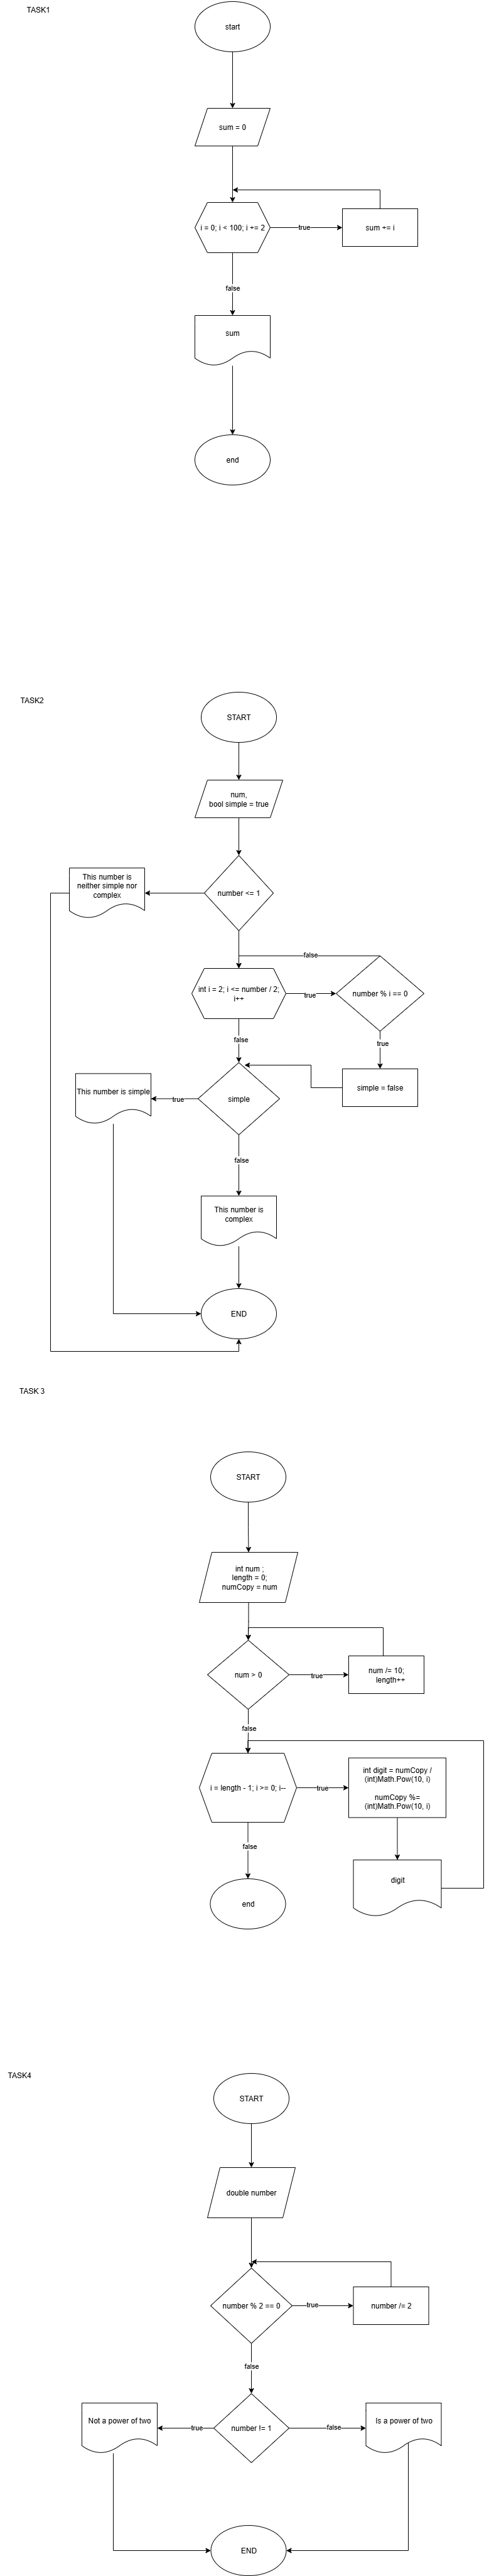 TASK1
start
sum = 0
i = 0; i < 100; i += 2
true
sum += i
false
sum
end
TASK2
START
num,
bool simple = true
This number is
neither simple nor
complex
number <= 1
false
int i = 2; i <= number / 2;
i++
true
number % i == 0
false
true
This number is simple
true
simple
simple = false
false
This number is
complex
END
TASK 3
START
int num ;
length = 0;
numCopy = num
num > 0
true
num /= 10;
length++
false
i = length - 1; i >= 0; i--
true
int digit = numCopy /
(int)Math.Pow(10, i)
numCopy %=
(int)Math.Pow(10, i)
false
digit
end
TASK4
START
double number
number % 2 == 0
true
number /= 2
false
Not a power of two
true
number != 1
false
Is a power of two
END